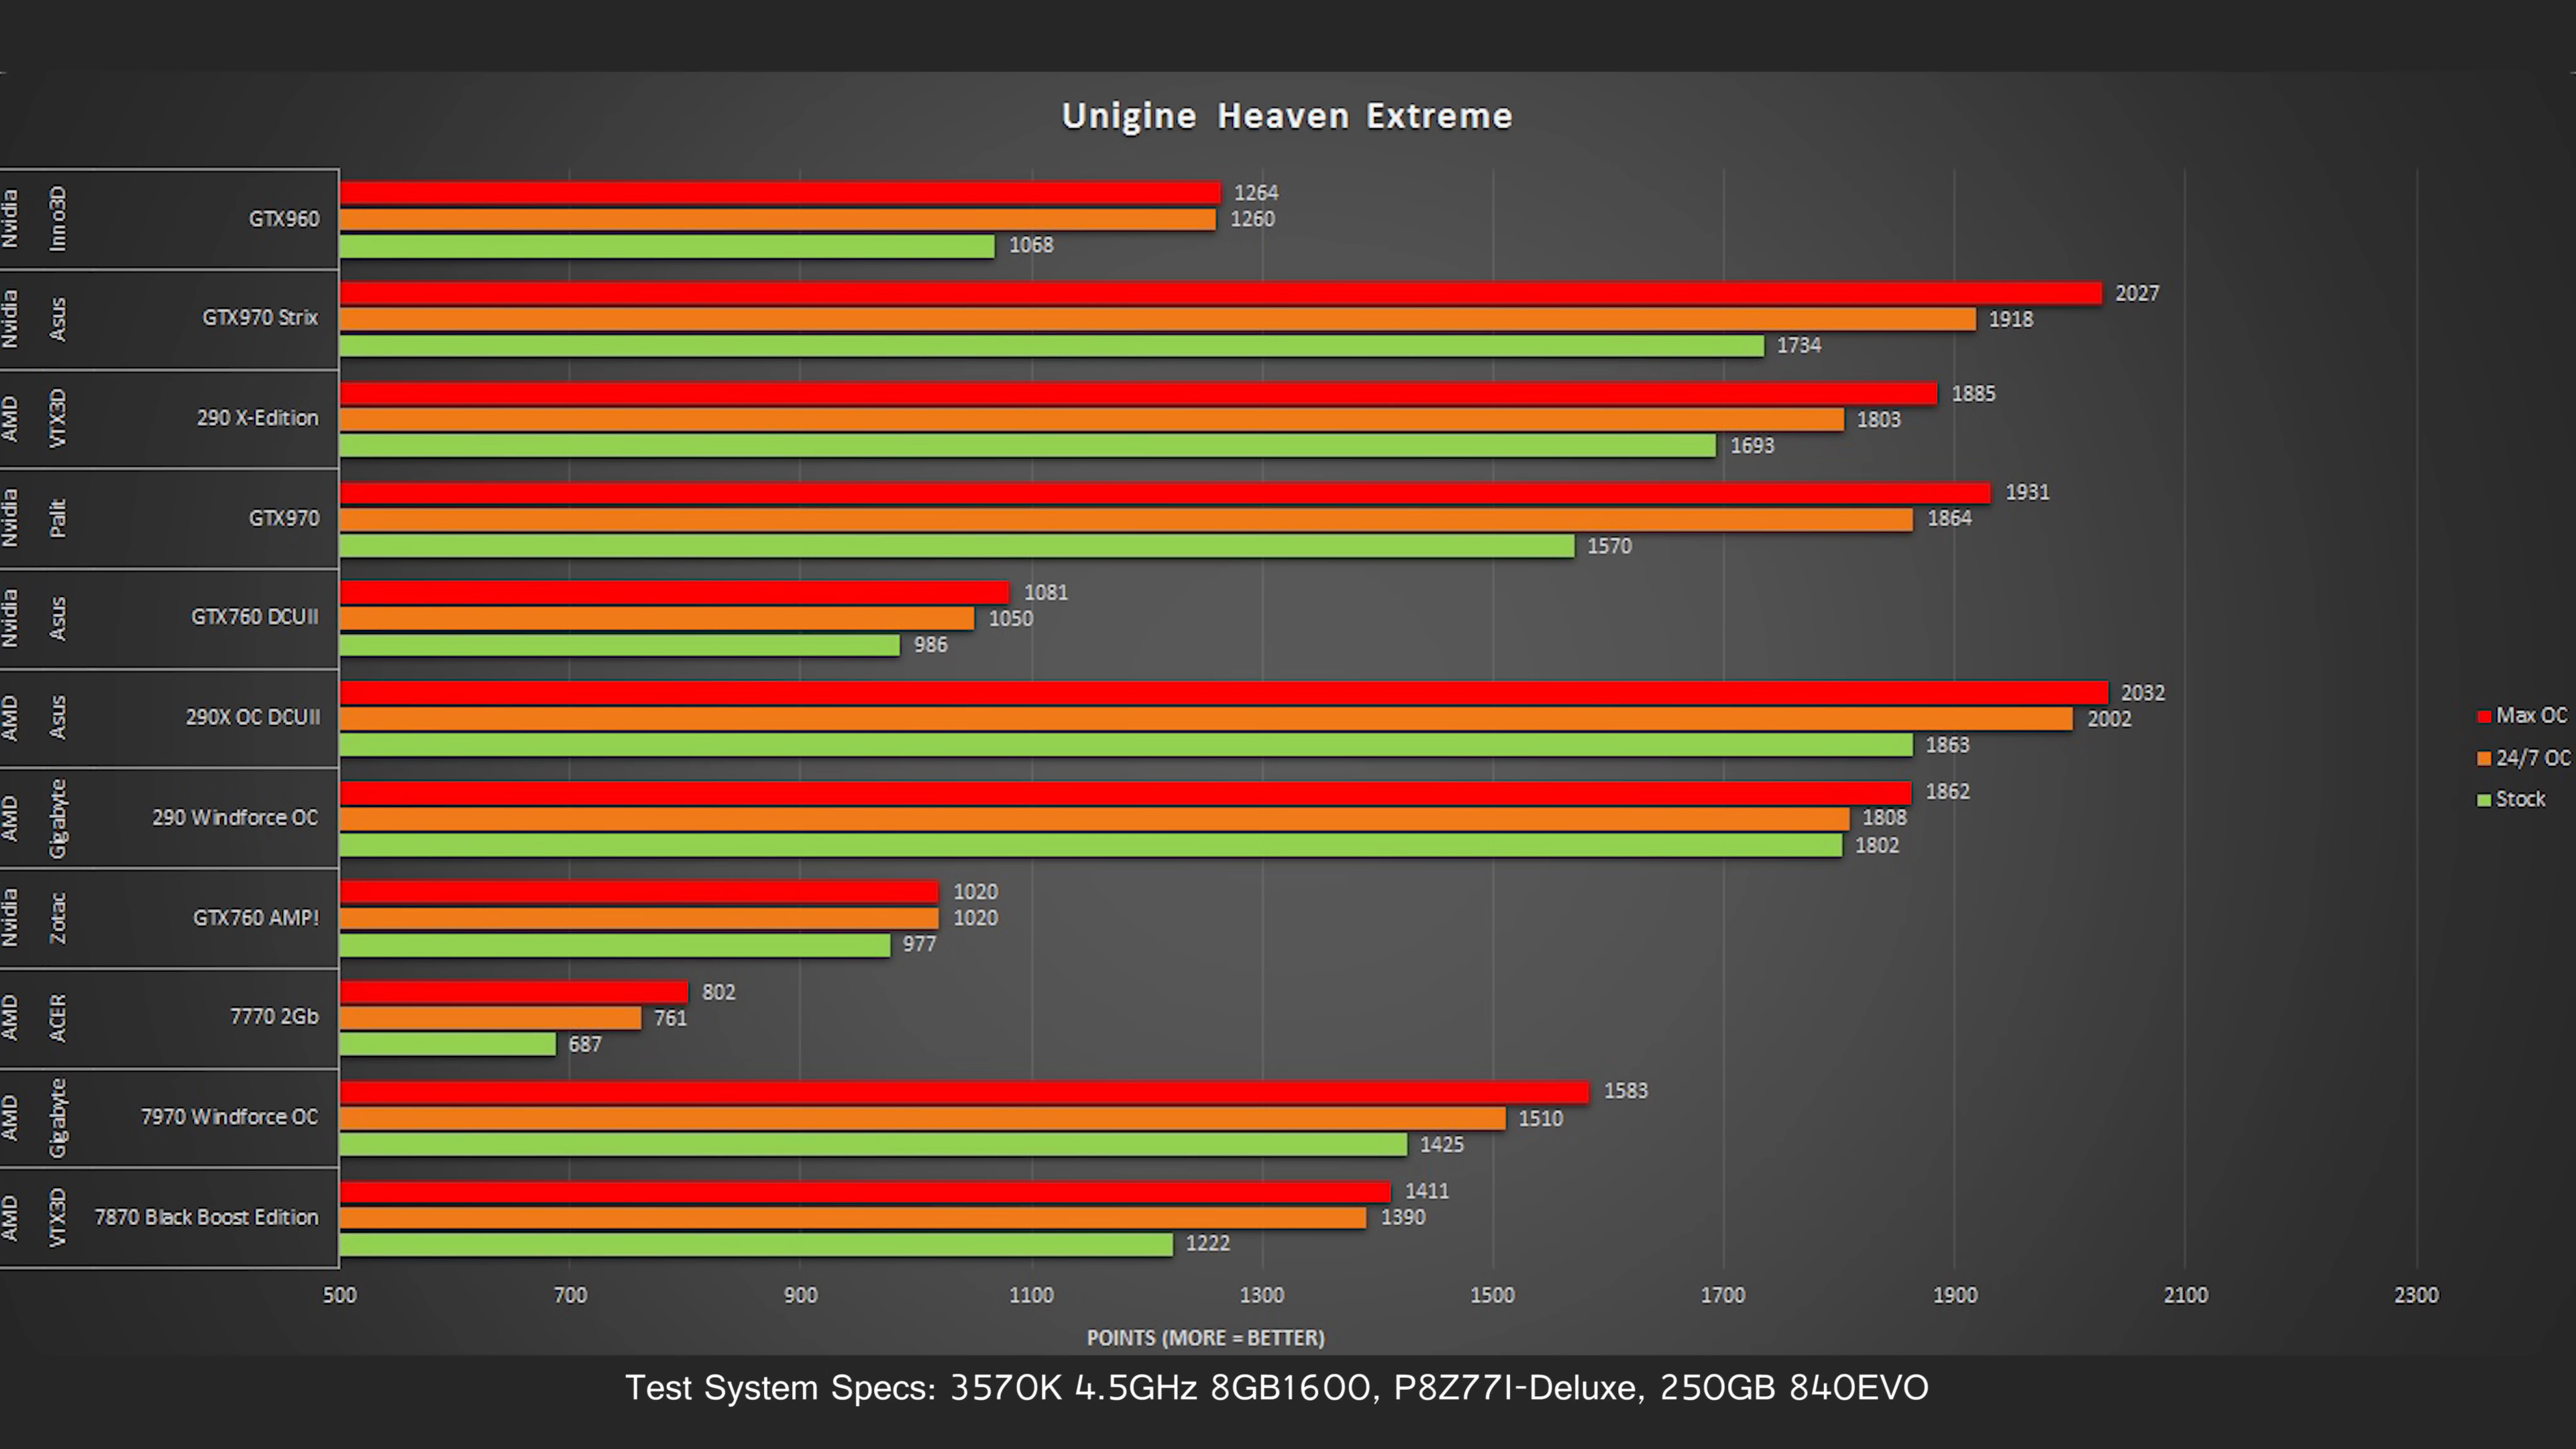 Unigine Heaven Extreme
Nvidia Inno3D GTX960
1264
1260
1068
Nvidia Asus GTX970 Strix
2027
1918
1734
AMD VTX3D 290 X-Edition
1885
1803
1693
Nvidia Palit GTX970
1931
1864
1570
Nvidia Asus GTX760 DCUII
1081
1050
986
AMD Asus 290X OC DCUII
2032
2002
1863
AMD Gigabyte 290 Windforce OC
1862
1808
1802
Nvidia Zotac GTX760 AMP!
1020
1020
977
AMD ACER 7770 2Gb
802
761
687
AMD Gigabyte 7970 Windforce OC
1583
1510
1425
AMD VTX3D 7870 Black Boost Edition
1411
1390
1222
Max OC
24/7 OC
Stock
500 700 900 1100 1300 1500 1700 1900 2100 2300
POINTS (MORE = BETTER)
Test System Specs: 3570K 4.5GHz 8GB1600, P8Z77I-Deluxe, 250GB 840EVO